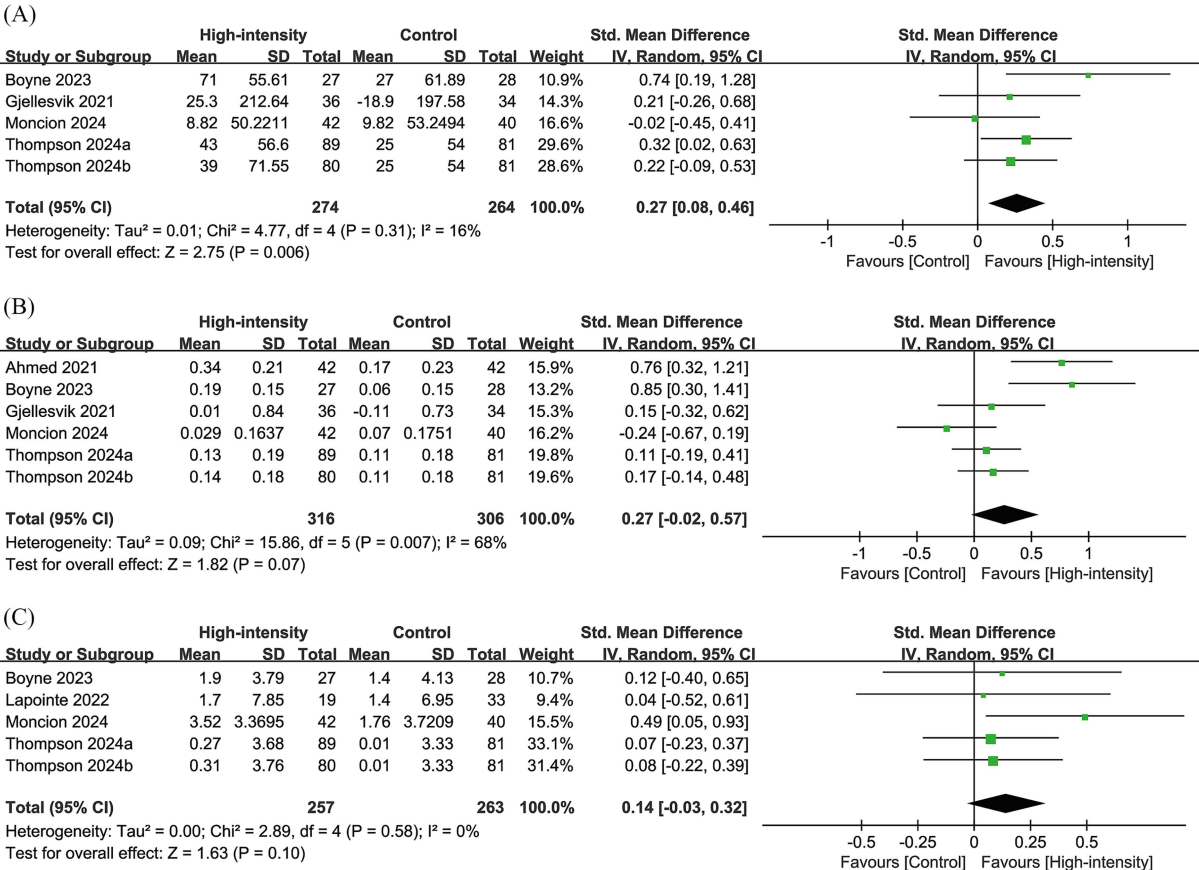 (A)
High-intensity Control Std. Mean Difference Std. Mean Difference
Study or Subgroup Mean SD Total Mean SD Total Weight IV, Random, 95% CI IV, Random, 95% CI
Boyne 2023 71 55.61 27 27 61.89 28 10.9% 0.74 [0.19, 1.28]
Gjellesvik 2021 25.3 212.64 36 -18.9 197.58 34 14.3% 0.21 [-0.26, 0.68]
Moncion 2024 8.82 50.2211 42 9.82 53.2494 40 16.6% -0.02 [-0.45, 0.41]
Thompson 2024a 43 56.6 89 25 54 81 29.6% 0.32 [0.02, 0.63]
Thompson 2024b 39 71.55 80 25 54 81 28.6% 0.22 [-0.09, 0.53]
Total (95% CI) 274 264 100.0% 0.27 [0.08, 0.46]
Heterogeneity: Tau² = 0.01; Chi² = 4.77, df = 4 (P = 0.31); I² = 16%
Test for overall effect: Z = 2.75 (P = 0.006)
-1 -0.5 0 0.5 1
Favours [Control] Favours [High-intensity]
(B)
High-intensity Control Std. Mean Difference Std. Mean Difference
Study or Subgroup Mean SD Total Mean SD Total Weight IV, Random, 95% CI IV, Random, 95% CI
Ahmed 2021 0.34 0.21 42 0.17 0.23 42 15.9% 0.76 [0.32, 1.21]
Boyne 2023 0.19 0.15 27 0.06 0.15 28 13.2% 0.85 [0.30, 1.41]
Gjellesvik 2021 0.01 0.84 36 -0.11 0.73 34 15.3% 0.15 [-0.32, 0.62]
Moncion 2024 0.029 0.1637 42 0.07 0.1751 40 16.2% -0.24 [-0.67, 0.19]
Thompson 2024a 0.13 0.19 89 0.11 0.18 81 19.8% 0.11 [-0.19, 0.41]
Thompson 2024b 0.14 0.18 80 0.11 0.18 81 19.6% 0.17 [-0.14, 0.48]
Total (95% CI) 316 306 100.0% 0.27 [-0.02, 0.57]
Heterogeneity: Tau² = 0.09; Chi² = 15.86, df = 5 (P = 0.007); I² = 68%
Test for overall effect: Z = 1.82 (P = 0.07)
-1 -0.5 0 0.5 1
Favours [Control] Favours [High-intensity]
(C)
High-intensity Control Std. Mean Difference Std. Mean Difference
Study or Subgroup Mean SD Total Mean SD Total Weight IV, Random, 95% CI IV, Random, 95% CI
Boyne 2023 1.9 3.79 27 1.4 4.13 28 10.7% 0.12 [-0.40, 0.65]
Lapointe 2022 1.7 7.85 19 1.4 6.95 33 9.4% 0.04 [-0.52, 0.61]
Moncion 2024 3.52 3.3695 42 1.76 3.7209 40 15.5% 0.49 [0.05, 0.93]
Thompson 2024a 0.27 3.68 89 0.01 3.33 81 33.1% 0.07 [-0.23, 0.37]
Thompson 2024b 0.31 3.76 80 0.01 3.33 81 31.4% 0.08 [-0.22, 0.39]
Total (95% CI) 257 263 100.0% 0.14 [-0.03, 0.32]
Heterogeneity: Tau² = 0.00; Chi² = 2.89, df = 4 (P = 0.58); I² = 0%
Test for overall effect: Z = 1.63 (P = 0.10)
-0.5 -0.25 0 0.25 0.5
Favours [Control] Favours [High-intensity]